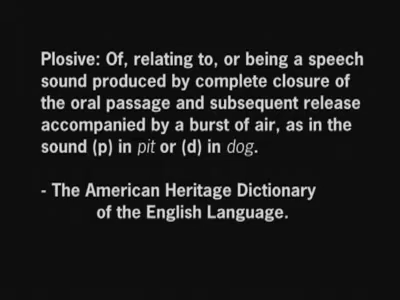 Plosive: Of, relating to, or being a speech
sound produced by complete closure of
the oral passage and subsequent release
accompanied by a burst of air, as in the
sound (p) in pit or (d) in dog.
- The American Heritage Dictionary
of the English Language.